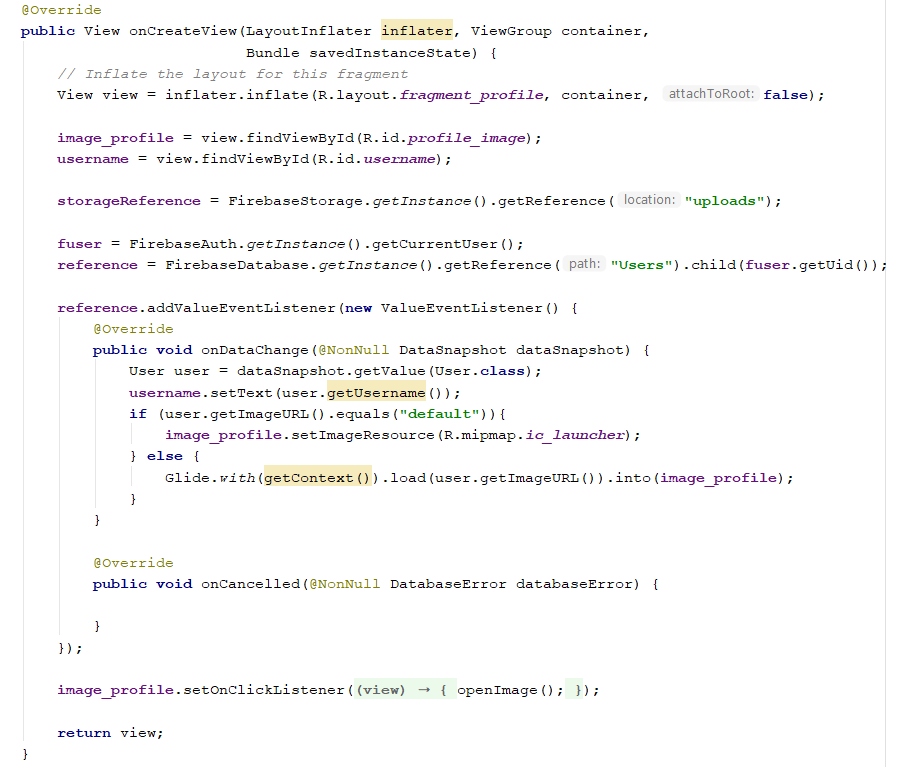 @Override
public View onCreateView(LayoutInflater inflater, ViewGroup container,
                         Bundle savedInstanceState) {
    // Inflate the layout for this fragment
    View view = inflater.inflate(R.layout.fragment_profile, container, attachToRoot: false);

    image_profile = view.findViewById(R.id.profile_image);
    username = view.findViewById(R.id.username);

    storageReference = FirebaseStorage.getInstance().getReference( location: "uploads");

    fuser = FirebaseAuth.getInstance().getCurrentUser();
    reference = FirebaseDatabase.getInstance().getReference( path: "Users").child(fuser.getUid());

    reference.addValueEventListener(new ValueEventListener() {
        @Override
        public void onDataChange(@NonNull DataSnapshot dataSnapshot) {
            User user = dataSnapshot.getValue(User.class);
            username.setText(user.getUsername());
            if (user.getImageURL().equals("default")){
                image_profile.setImageResource(R.mipmap.ic_launcher);
            } else {
                Glide.with(getContext()).load(user.getImageURL()).into(image_profile);
            }
        }

        @Override
        public void onCancelled(@NonNull DatabaseError databaseError) {

        }
    });

    image_profile.setOnClickListener((view) → { openImage(); });

    return view;
}